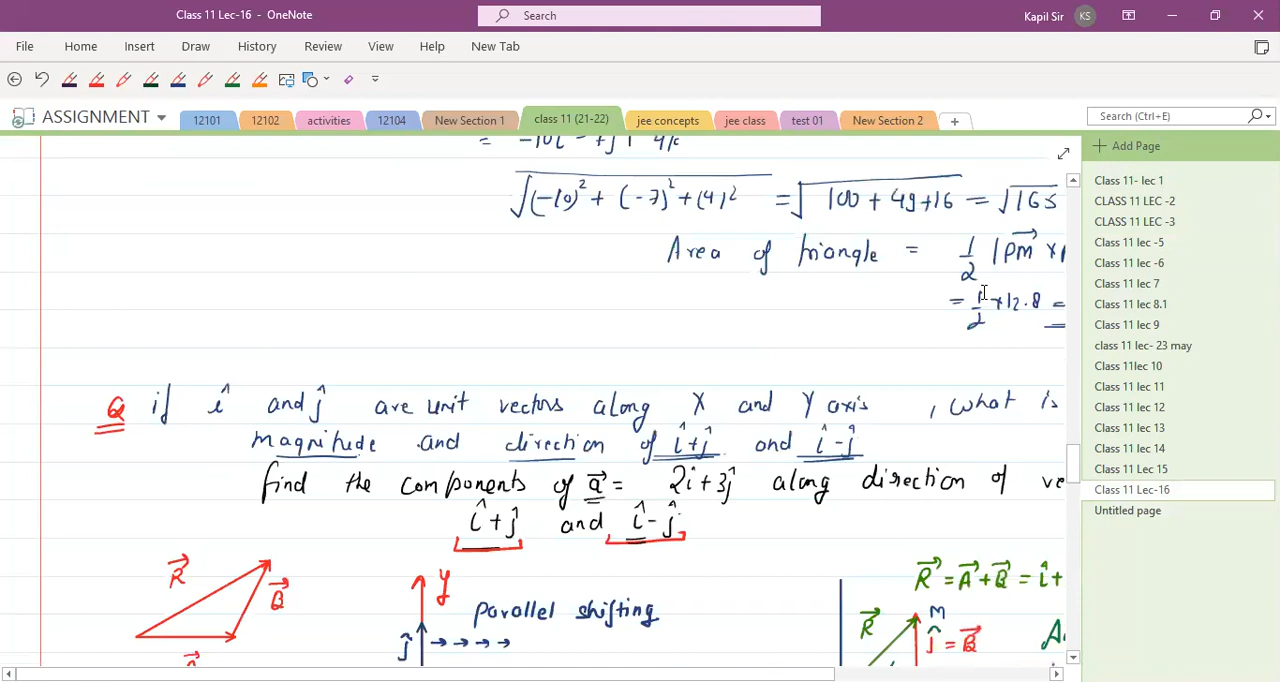 Class 11 Lec-16 - OneNote
Search
Kapil Sir KS
File Home Insert Draw History Review View Help New Tab
ASSIGNMENT 12101 12102 activities 12104 New Section 1 class 11 (21-22) jee concepts jee class test 01 New Section 2 +
Search (Ctrl+E)
Add Page
Class 11- lec 1
CLASS 11 LEC -2
CLASS 11 LEC -3
Class 11 lec -5
Class 11 lec -6
Class 11 lec 7
Class 11 lec 8.1
Class 11 lec 9
class 11 lec- 23 may
Class 11lec 10
Class 11 lec 11
Class 11 lec 12
Class 11 lec 13
Class 11 lec 14
Class 11 Lec 15
Class 11 Lec-16
Untitled page
√(-10)² + (-7)² + (4)² = √100 + 49 + 16 = √165
Area of triangle = 1/2 |PM⃗ ×
= 1/2 × 12.8 =
Q if î and ĵ are unit vectors along X and Y axis , what is
magnitude and direction of î+ĵ and î-ĵ
find the components of a⃗ = 2î+3ĵ along direction of ve
î+ĵ and î-ĵ
R⃗ B⃗
y
parallel shifting
ĵ
R⃗ = A⃗+B⃗ = î+
R⃗ M
ĵ = B⃗